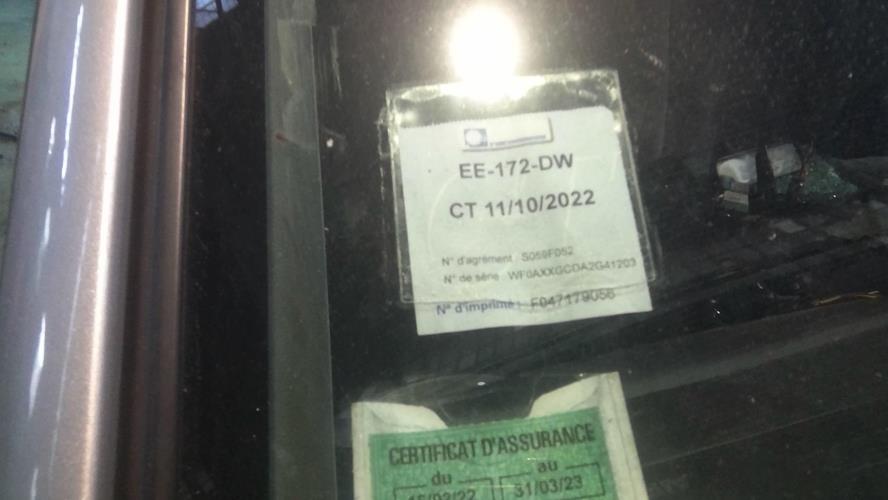 EE-172-DW
CT 11/10/2022
N° d'agrément : S059F052
N° de série : WF0AXXGCDA2G41203
N° d'imprimé : F047179056
CERTIFICAT D'ASSURANCE
du au
31/03/23